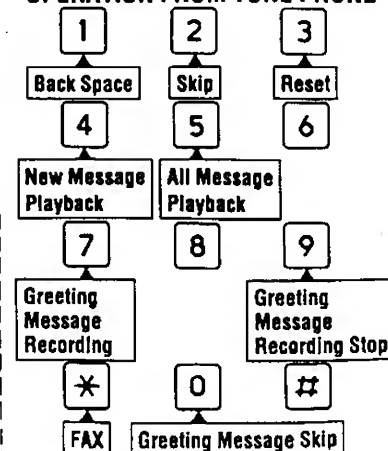 OPERATION FROM TONE PHONE
1 2 3
Back Space Skip Reset
4 5 6
New Message All Message
Playback Playback
7 8 9
Greeting Greeting
Message Message
Recording Recording Stop
* 0 #
FAX Greeting Message Skip